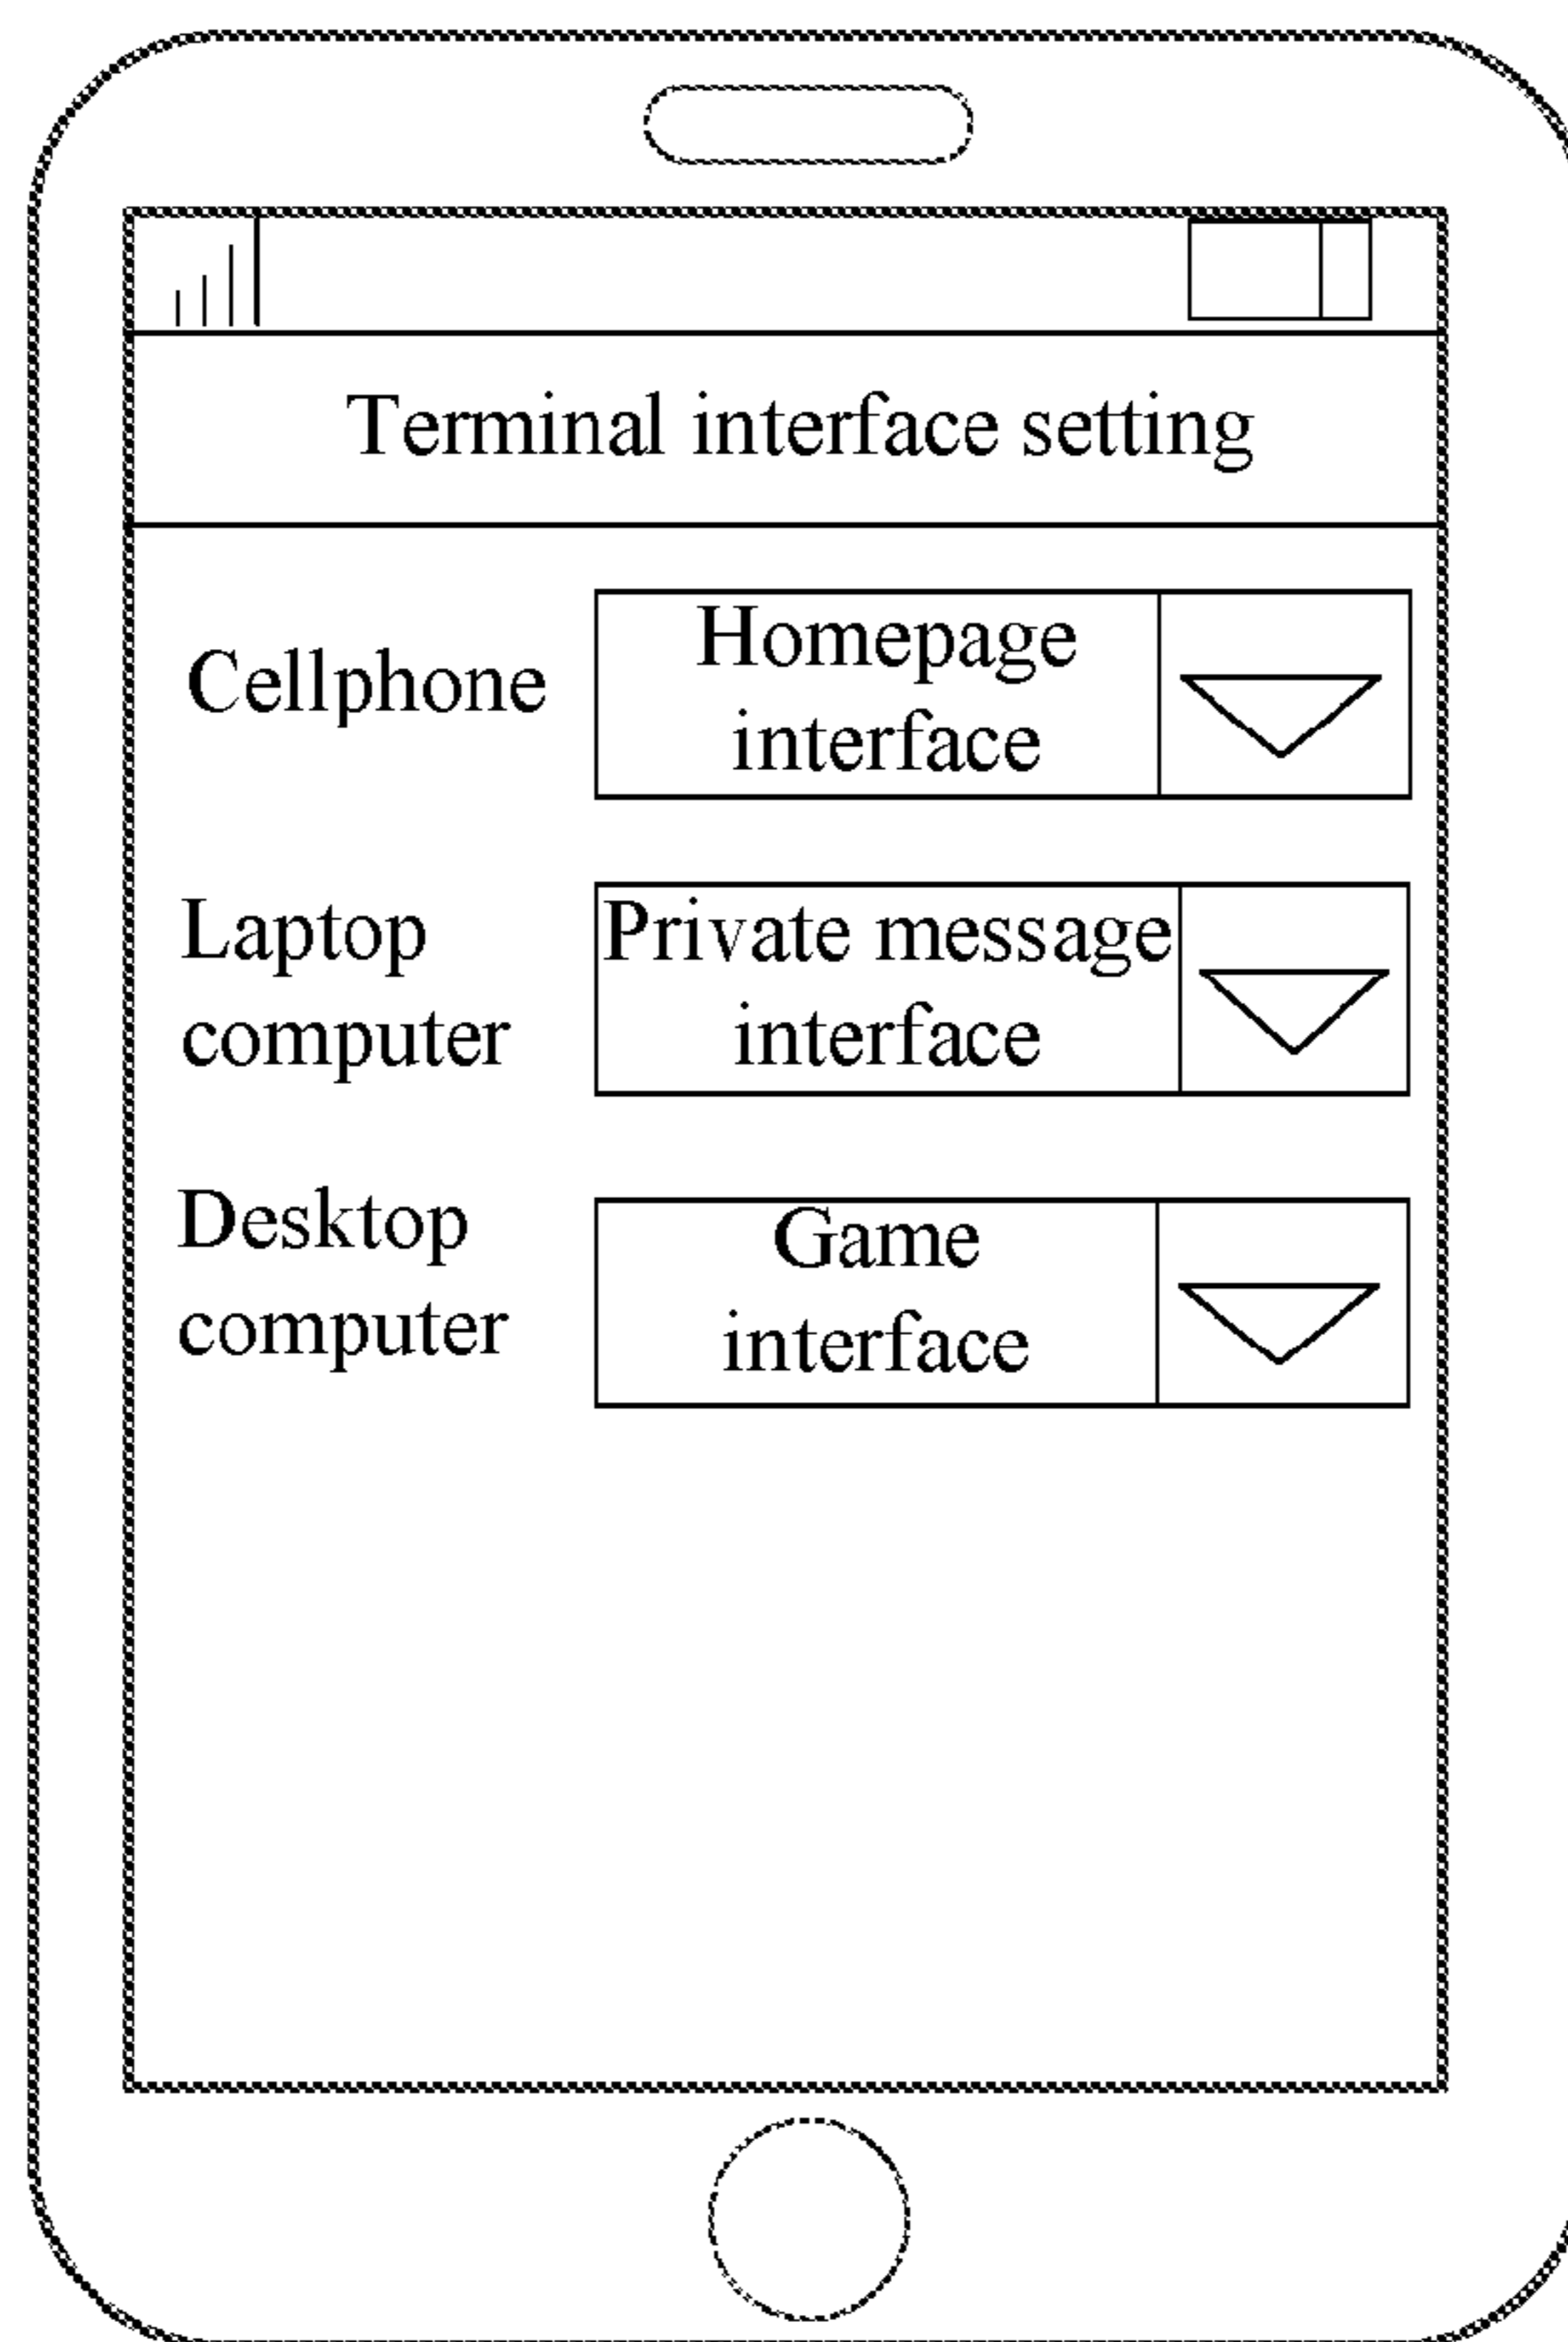 Terminal interface setting
Cellphone
Homepage
interface
Laptop
computer
Private message
interface
Desktop
computer
Game
interface